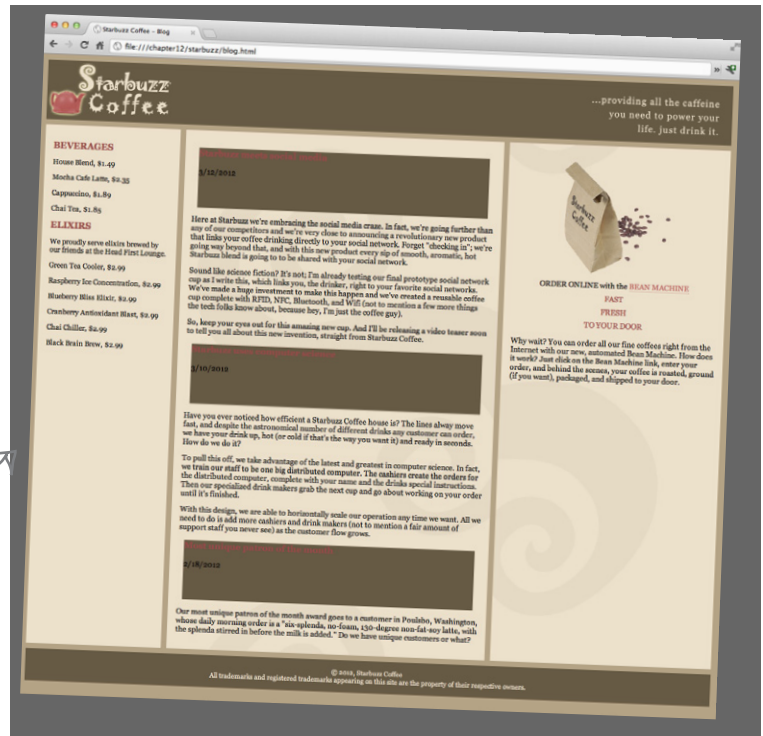 Starbuzz Coffee - Blog
file:///chapter12/starbuzz/blog.html
Starbuzz
Coffee
...providing all the caffeine
you need to power your
life. just drink it.
BEVERAGES
House Blend, $1.49
Mocha Cafe Latte, $2.35
Cappuccino, $1.89
Chai Tea, $1.85
ELIXIRS
We proudly serve elixirs brewed by
our friends at the Head First Lounge.
Green Tea Cooler, $2.99
Raspberry Ice Concentration, $2.99
Blueberry Bliss Elixir, $2.99
Cranberry Antioxidant Blast, $2.99
Chai Chiller, $2.99
Black Brain Brew, $2.99
3/12/2012
Here at Starbuzz we're embracing the social media craze. In fact, we're going further than
any of our competitors and we're very close to announcing a revolutionary new product
that links your coffee drinking directly to your social network. Forget "checking in"; we're
going way beyond that, and with this new product every sip of smooth, aromatic, hot
Starbuzz blend is going to to be shared with your social network.
Sound like science fiction? It's not; I'm already testing our final prototype social network
cup as I write this, which links you, the drinker, right to your favorite social networks.
We've made a huge investment to make this happen and we've created a reusable coffee
cup complete with RFID, NFC, Bluetooth, and Wifi (not to mention a few more things
the tech folks know about, because hey, I'm just the coffee guy).
So, keep your eyes out for this amazing new cup. And I'll be releasing a video teaser soon
to tell you all about this new invention, straight from Starbuzz Coffee.
3/10/2012
Have you ever noticed how efficient a Starbuzz Coffee house is? The lines alway move
fast, and despite the astronomical number of different drinks any customer can order,
we have your drink up, hot (or cold if that's the way you want it) and ready in seconds.
How do we do it?
To pull this off, we take advantage of the latest and greatest in computer science. In fact,
we train our staff to be one big distributed computer. The cashiers create the orders for
the distributed computer, complete with your name and the drinks special instructions.
Then our specialized drink makers grab the next cup and go about working on your order
until it's finished.
With this design, we are able to horizontally scale our operation any time we want. All we
need to do is add more cashiers and drink makers (not to mention a fair amount of
support staff you never see) as the customer flow grows.
2/18/2012
Our most unique patron of the month award goes to a customer in Poulsbo, Washington,
whose daily morning order is a "six-splenda, no-foam, 130-degree non-fat-soy latte, with
the splenda stirred in before the milk is added." Do we have unique customers or what?
Starbuzz
Coffee
ORDER ONLINE with the BEAN MACHINE
FAST
FRESH
TO YOUR DOOR
Why wait? You can order all our fine coffees right from the
Internet with our new, automated Bean Machine. How does
it work? Just click on the Bean Machine link, enter your
order, and behind the scenes, your coffee is roasted, ground
(if you want), packaged, and shipped to your door.
© 2012, Starbuzz Coffee
All trademarks and registered trademarks appearing on this site are the property of their respective owners.